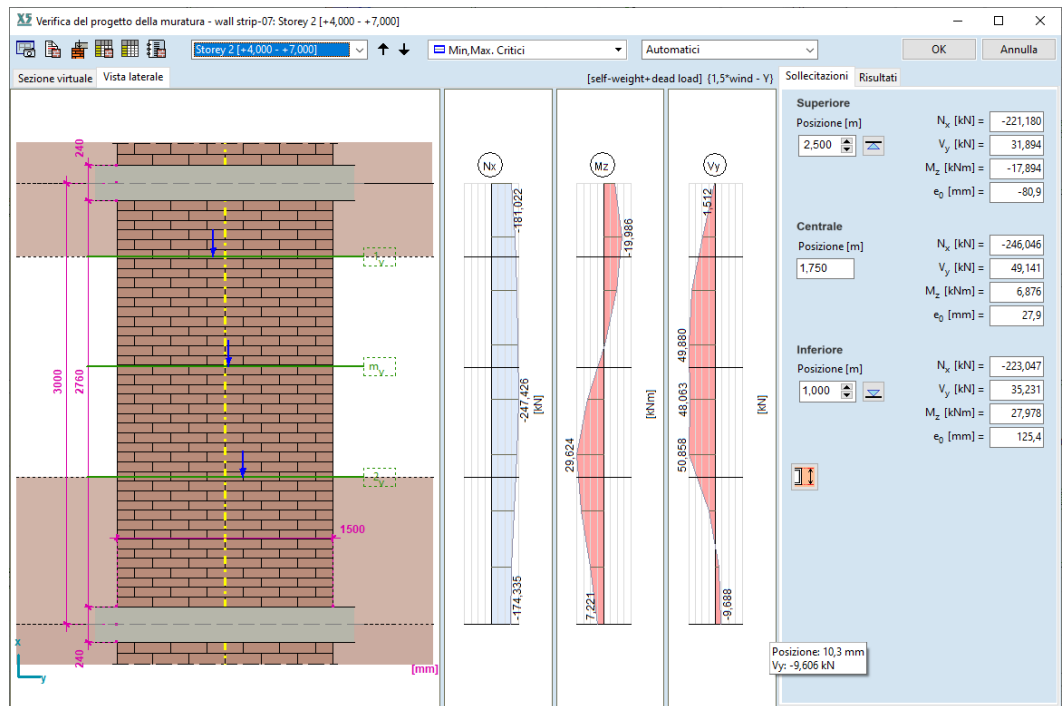 Verifica del progetto della muratura - wall strip-07: Storey 2 [+4,000 - +7,000]
Storey 2 [+4,000 - +7,000]
Min,Max. Critici
Automatici
OK
Annulla
Sezione virtuale
Vista laterale
[self-weight+dead load] {1,5*wind - Y}
Sollecitazioni
Risultati
240
3000
2760
240
1500
1y
my
2y
x
y
[mm]
Nx
-181,022
-247,426
[kN]
-174,335
Mz
-19,986
[kNm]
29,624
7,221
Vy
1,512
49,880
48,063
[kN]
50,858
-9,688
Superiore
Posizione [m]
2,500
Nx [kN] = -221,180
Vy [kN] = 31,894
Mz [kNm] = -17,894
e0 [mm] = -80,9
Centrale
Posizione [m]
1,750
Nx [kN] = -246,046
Vy [kN] = 49,141
Mz [kNm] = 6,876
e0 [mm] = 27,9
Inferiore
Posizione [m]
1,000
Nx [kN] = -223,047
Vy [kN] = 35,231
Mz [kNm] = 27,978
e0 [mm] = 125,4
Posizione: 10,3 mm
Vy: -9,606 kN